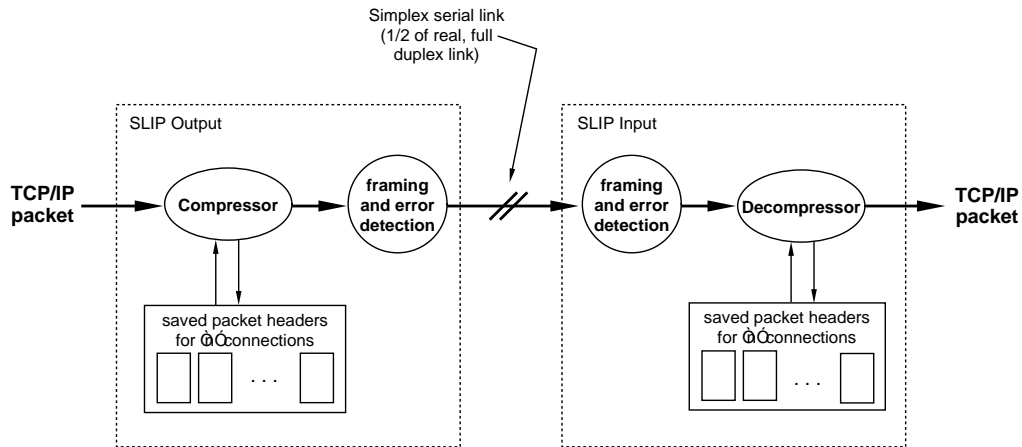 Simplex serial link
(1/2 of real, full
duplex link)
SLIP Output
SLIP Input
TCP/IP
packet
Compressor
framing
and error
detection
framing
and error
detection
Decompressor
TCP/IP
packet
saved packet headers
for ÒnÓ connections
. . .
saved packet headers
for ÒnÓ connections
. . .